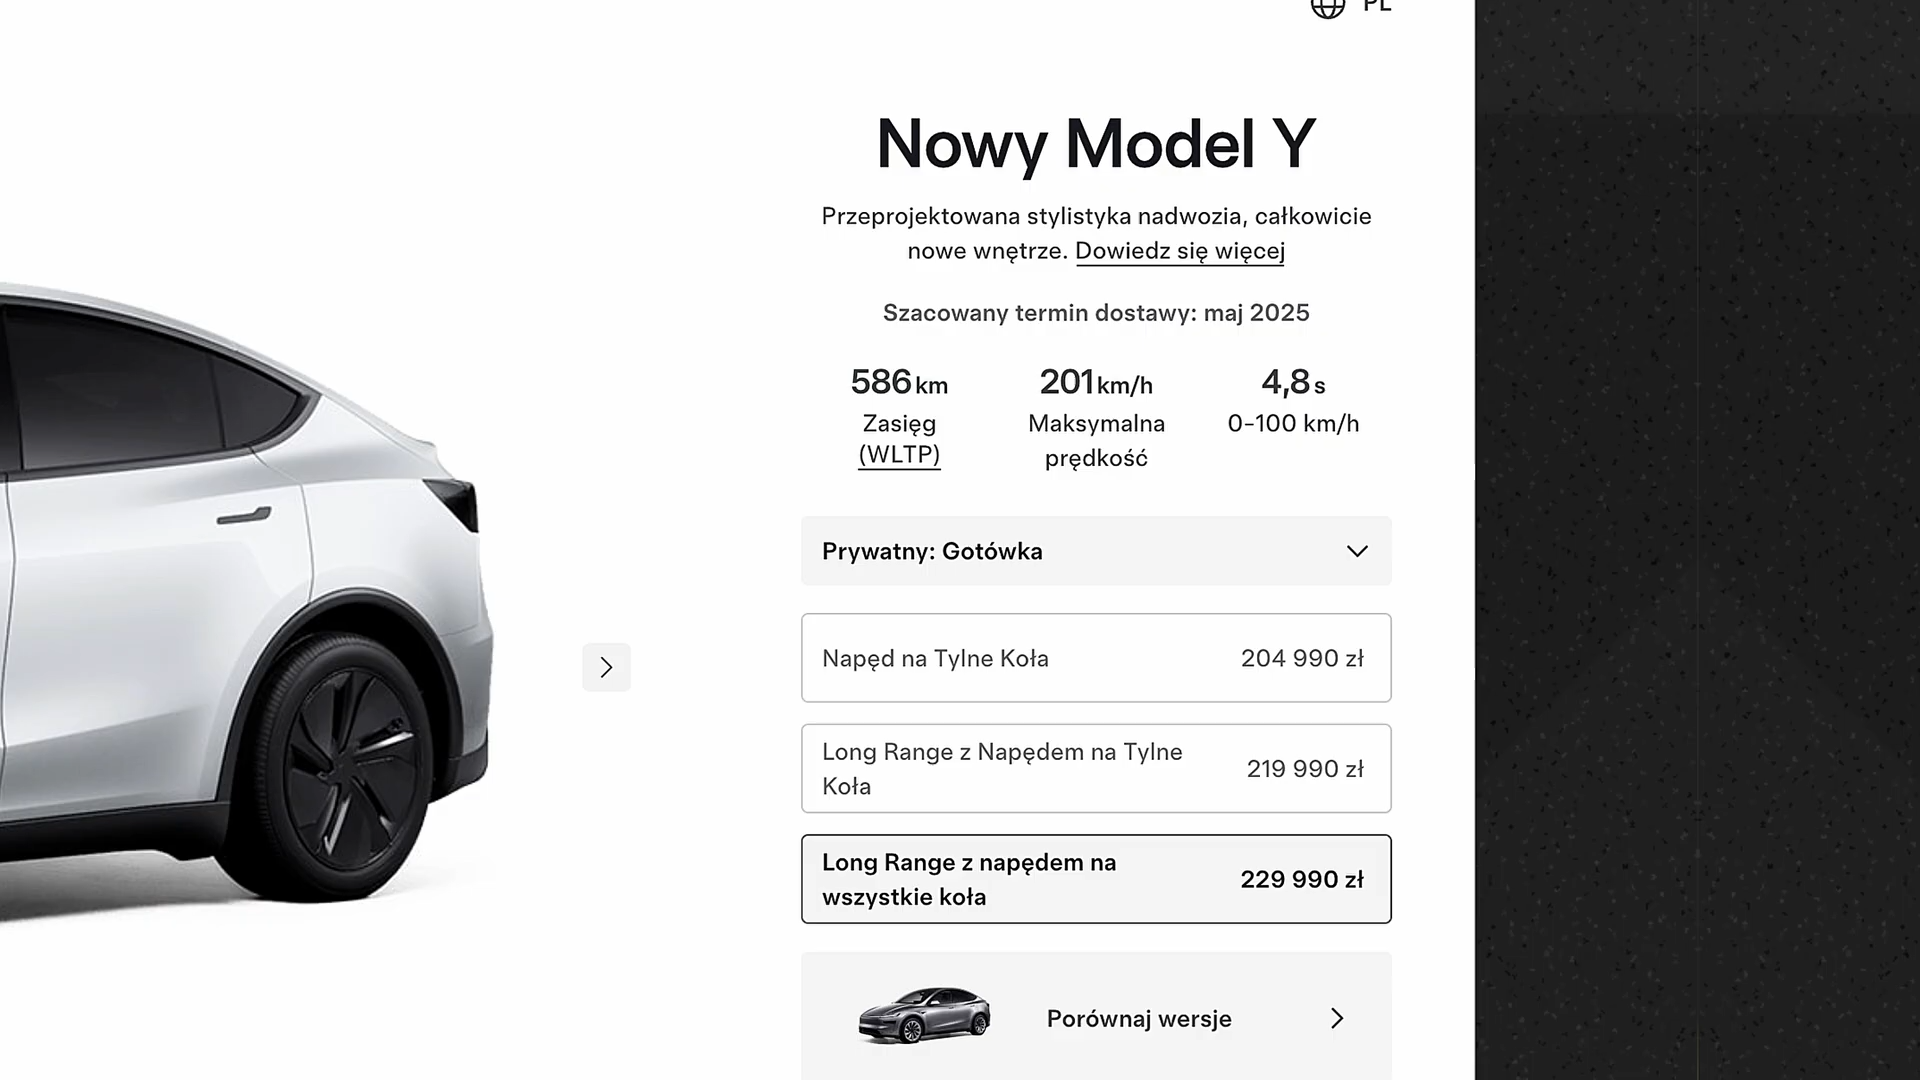 PL
Nowy Model Y
Przeprojektowana stylistyka nadwozia, całkowicie
nowe wnętrze. Dowiedz się więcej
Szacowany termin dostawy: maj 2025
586 km
Zasięg
(WLTP)
201 km/h
Maksymalna
prędkość
4,8 s
0-100 km/h
Prywatny: Gotówka
Napęd na Tylne Koła 204 990 zł
Long Range z Napędem na Tylne
Koła
219 990 zł
Long Range z napędem na
wszystkie koła
229 990 zł
Porównaj wersje